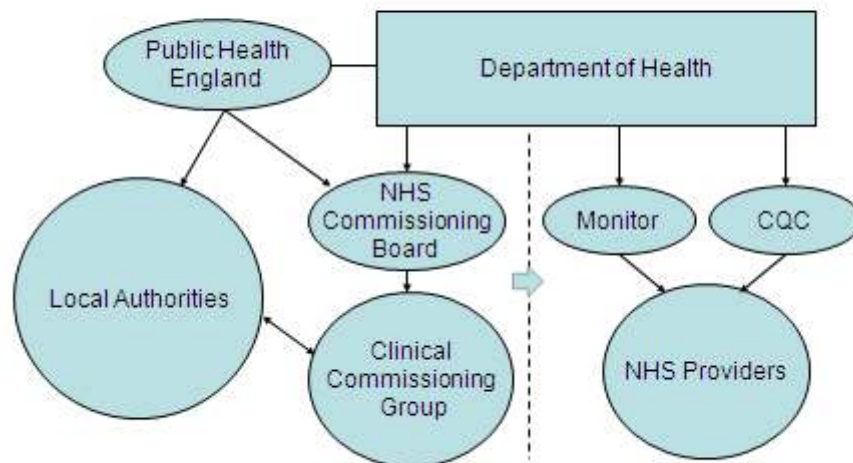 Public Health
England
Department of Health
NHS
Commissioning
Board
Monitor
CQC
Local Authorities
Clinical
Commissioning
Group
NHS Providers